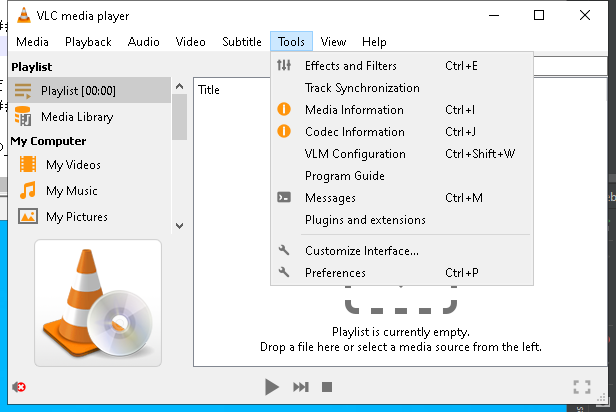 VLC media player
Media Playback Audio Video Subtitle Tools View Help
Playlist
Playlist [00:00]
Media Library
My Computer
My Videos
My Music
My Pictures
Title
Effects and Filters Ctrl+E
Track Synchronization
Media Information Ctrl+I
Codec Information Ctrl+J
VLM Configuration Ctrl+Shift+W
Program Guide
Messages Ctrl+M
Plugins and extensions
Customize Interface...
Preferences Ctrl+P
Playlist is currently empty.
Drop a file here or select a media source from the left.